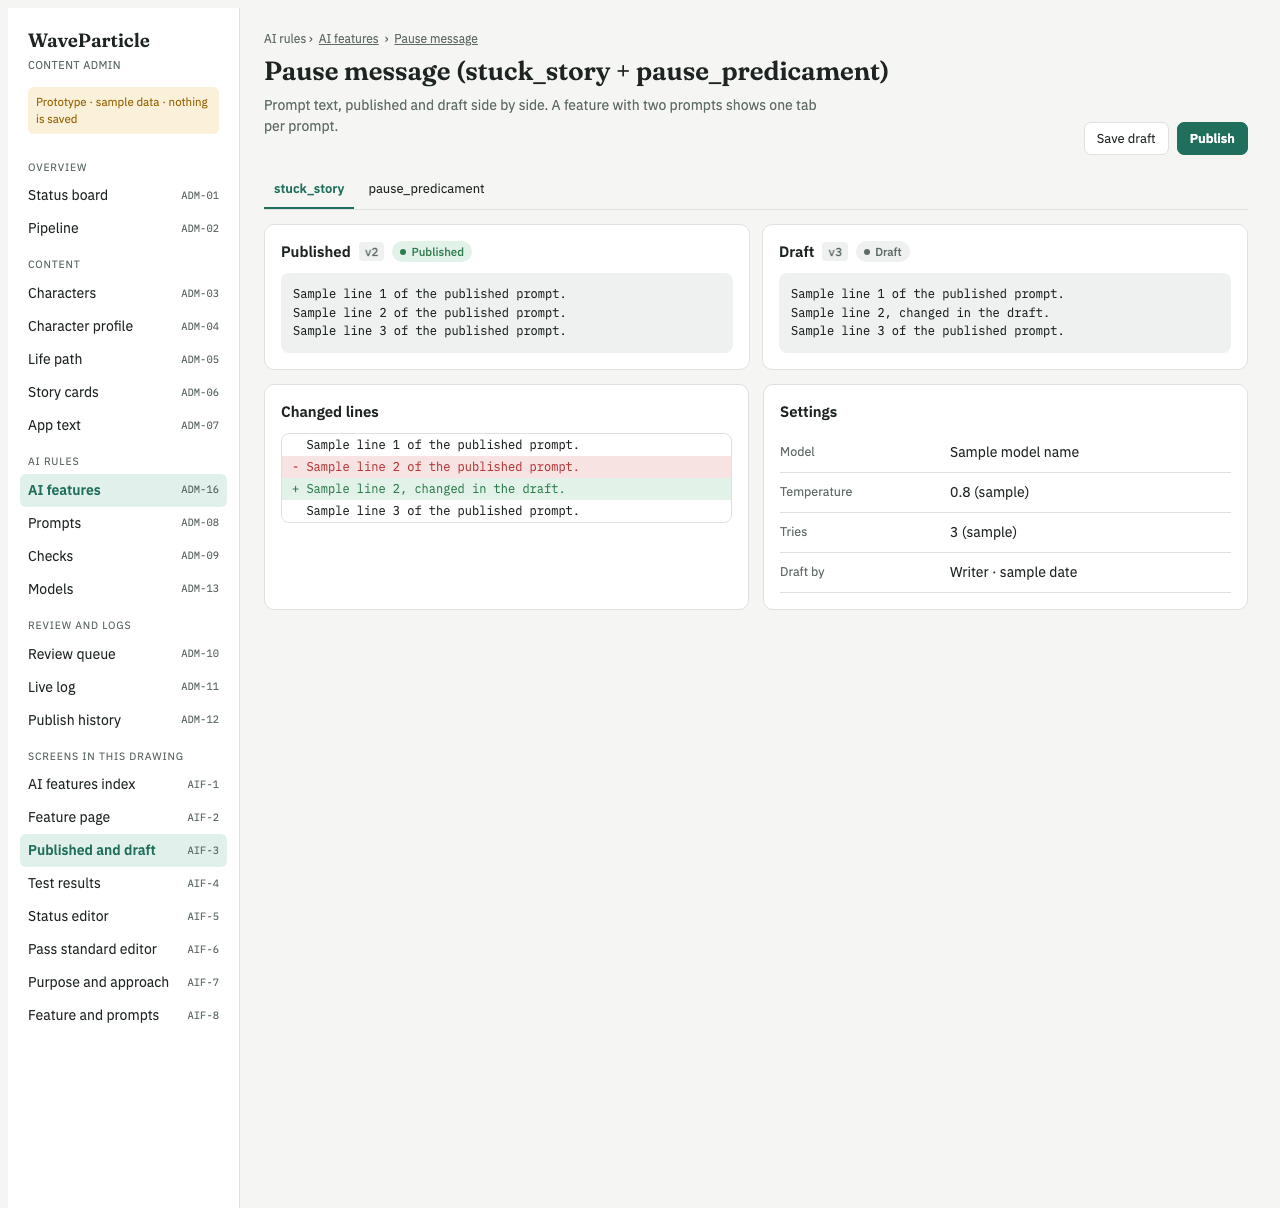 WaveParticle
CONTENT ADMIN
Prototype · sample data · nothing
is saved
OVERVIEW
Status board ADM-01
Pipeline ADM-02
CONTENT
Characters ADM-03
Character profile ADM-04
Life path ADM-05
Story cards ADM-06
App text ADM-07
AI RULES
AI features ADM-16
Prompts ADM-08
Checks ADM-09
Models ADM-13
REVIEW AND LOGS
Review queue ADM-10
Live log ADM-11
Publish history ADM-12
SCREENS IN THIS DRAWING
AI features index AIF-1
Feature page AIF-2
Published and draft AIF-3
Test results AIF-4
Status editor AIF-5
Pass standard editor AIF-6
Purpose and approach AIF-7
Feature and prompts AIF-8
AI rules › AI features › Pause message
Pause message (stuck_story + pause_predicament)
Prompt text, published and draft side by side. A feature with two prompts shows one tab
per prompt.
Save draft Publish
stuck_story pause_predicament
Published v2 Published
Sample line 1 of the published prompt.
Sample line 2 of the published prompt.
Sample line 3 of the published prompt.
Draft v3 Draft
Sample line 1 of the published prompt.
Sample line 2, changed in the draft.
Sample line 3 of the published prompt.
Changed lines
Sample line 1 of the published prompt.
- Sample line 2 of the published prompt.
+ Sample line 2, changed in the draft.
Sample line 3 of the published prompt.
Settings
Model Sample model name
Temperature 0.8 (sample)
Tries 3 (sample)
Draft by Writer · sample date